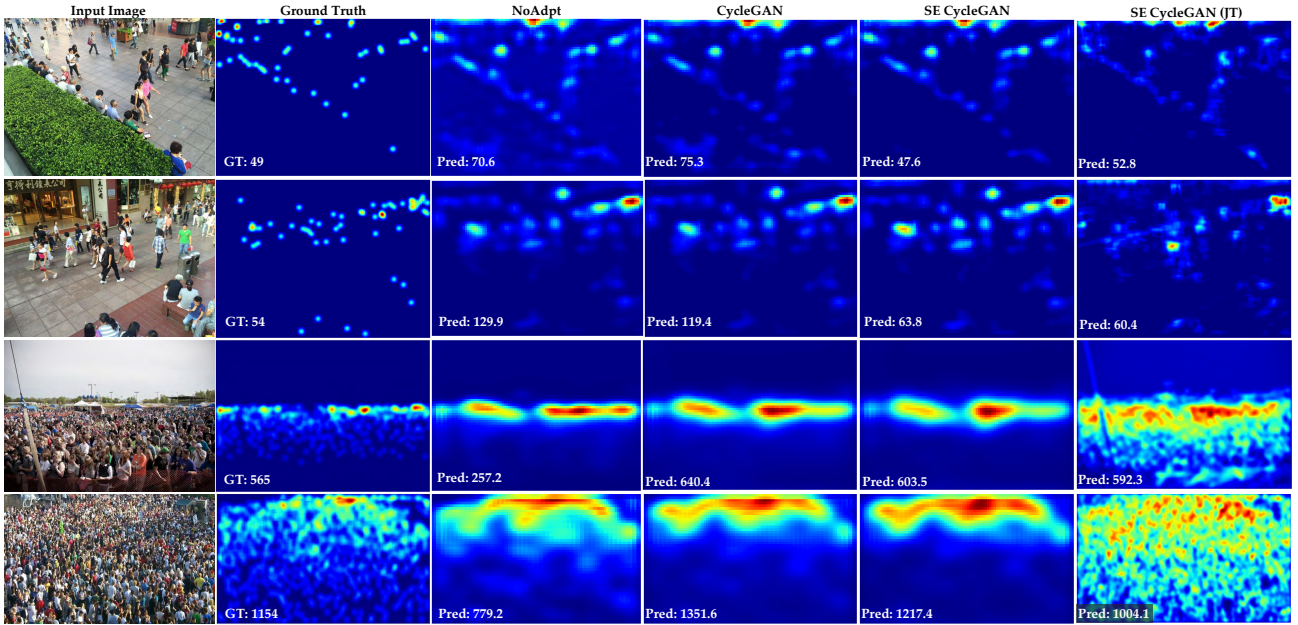 Input Image Ground Truth NoAdpt CycleGAN SE CycleGAN SE CycleGAN (JT)
GT: 49 Pred: 70.6 Pred: 75.3 Pred: 47.6 Pred: 52.8
GT: 54 Pred: 129.9 Pred: 119.4 Pred: 63.8 Pred: 60.4
GT: 565 Pred: 257.2 Pred: 640.4 Pred: 603.5 Pred: 592.3
GT: 1154 Pred: 779.2 Pred: 1351.6 Pred: 1217.4 Pred: 1004.1